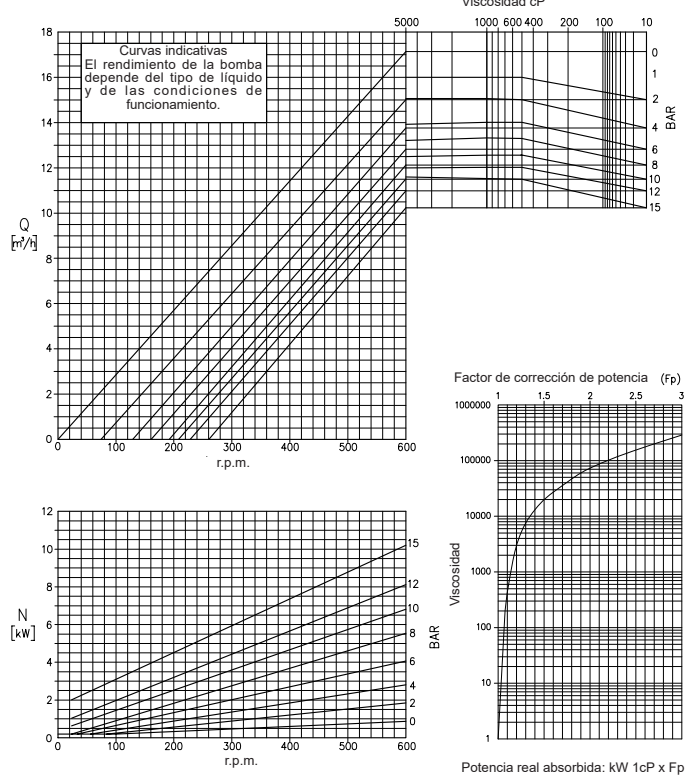 Viscosidad cP
5000 1000 800 600 400 200 100 10
18
16
14
12
10
8
6
4
2
0
Q
[m³/h]
Curvas indicativas
El rendimiento de la bomba
depende del tipo de líquido
y de las condiciones de
funcionamiento.
0
1
2
4
6
8
10
12
15
BAR
0 100 200 300 400 500 600
r.p.m.
12
10
8
6
4
2
0
N
[kW]
15
12
10
8
6
4
2
0
BAR
0 100 200 300 400 500 600
r.p.m.
Factor de corrección de potencia (Fp)
1 1.5 2 2.5 3
1000000
100000
10000
1000
100
10
1
Viscosidad
Potencia real absorbida: kW 1cP x Fp